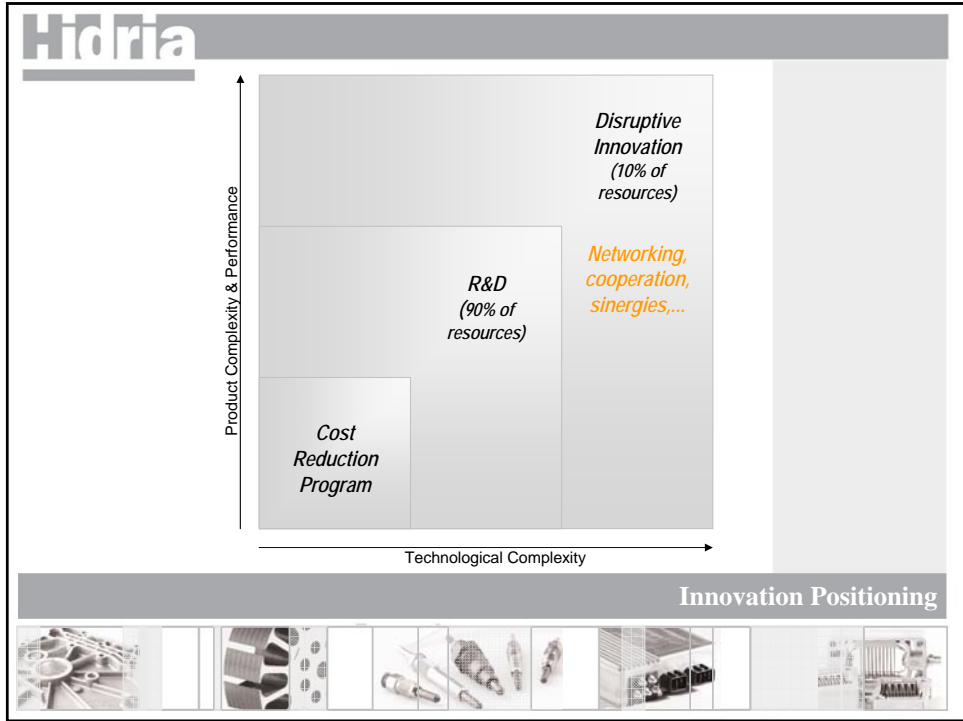 Hidria
Product Complexity & Performance
Disruptive
Innovation
(10% of
resources)
Networking,
cooperation,
sinergies,...
R&D
(90% of
resources)
Cost
Reduction
Program
Technological Complexity
Innovation Positioning